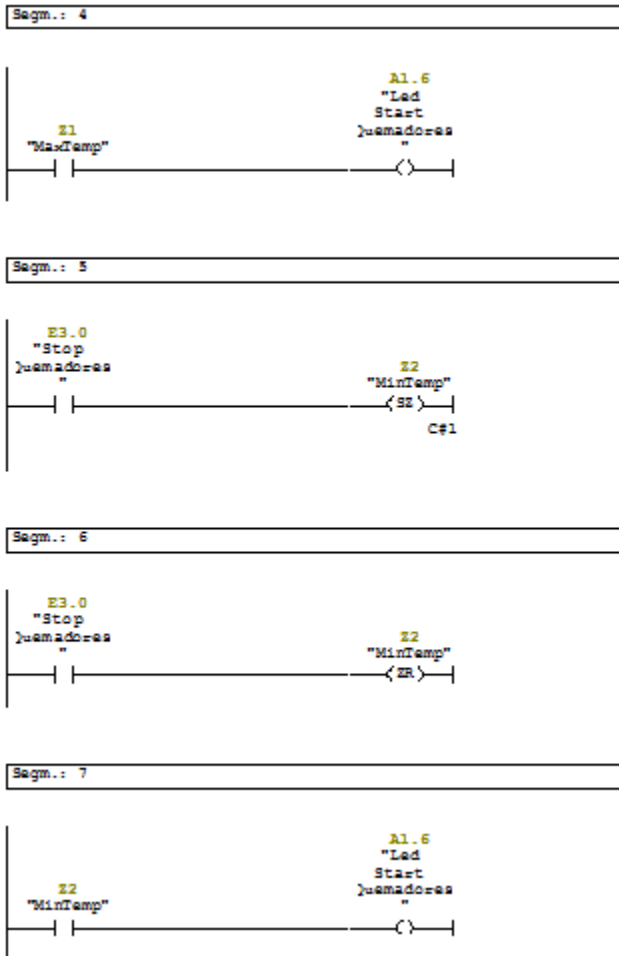 Segm.: 4
A1.6
"Led
Start
Quemadores
"
Z1
"MaxTemp"
Segm.: 5
E3.0
"Stop
Quemadores
"
Z2
"MinTemp"
SZ
C#1
Segm.: 6
E3.0
"Stop
Quemadores
"
Z2
"MinTemp"
ZR
Segm.: 7
A1.6
"Led
Start
Quemadores
"
Z2
"MinTemp"